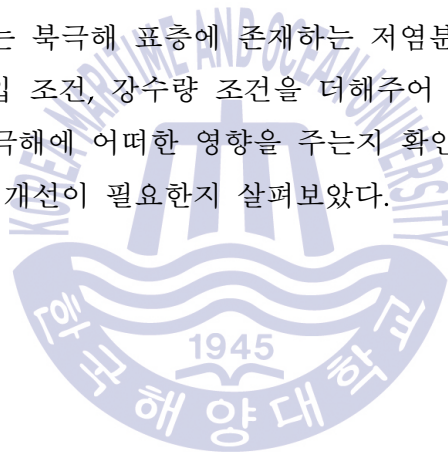 는 북극해 표층에 존재하는 저염분
입 조건, 강수량 조건을 더해주어
극해에 어떠한 영향을 주는지 확인
개선이 필요한지 살펴보았다.
KOREA MARITIME AND OCEAN UNIVERSITY
1945
한국해양대학교